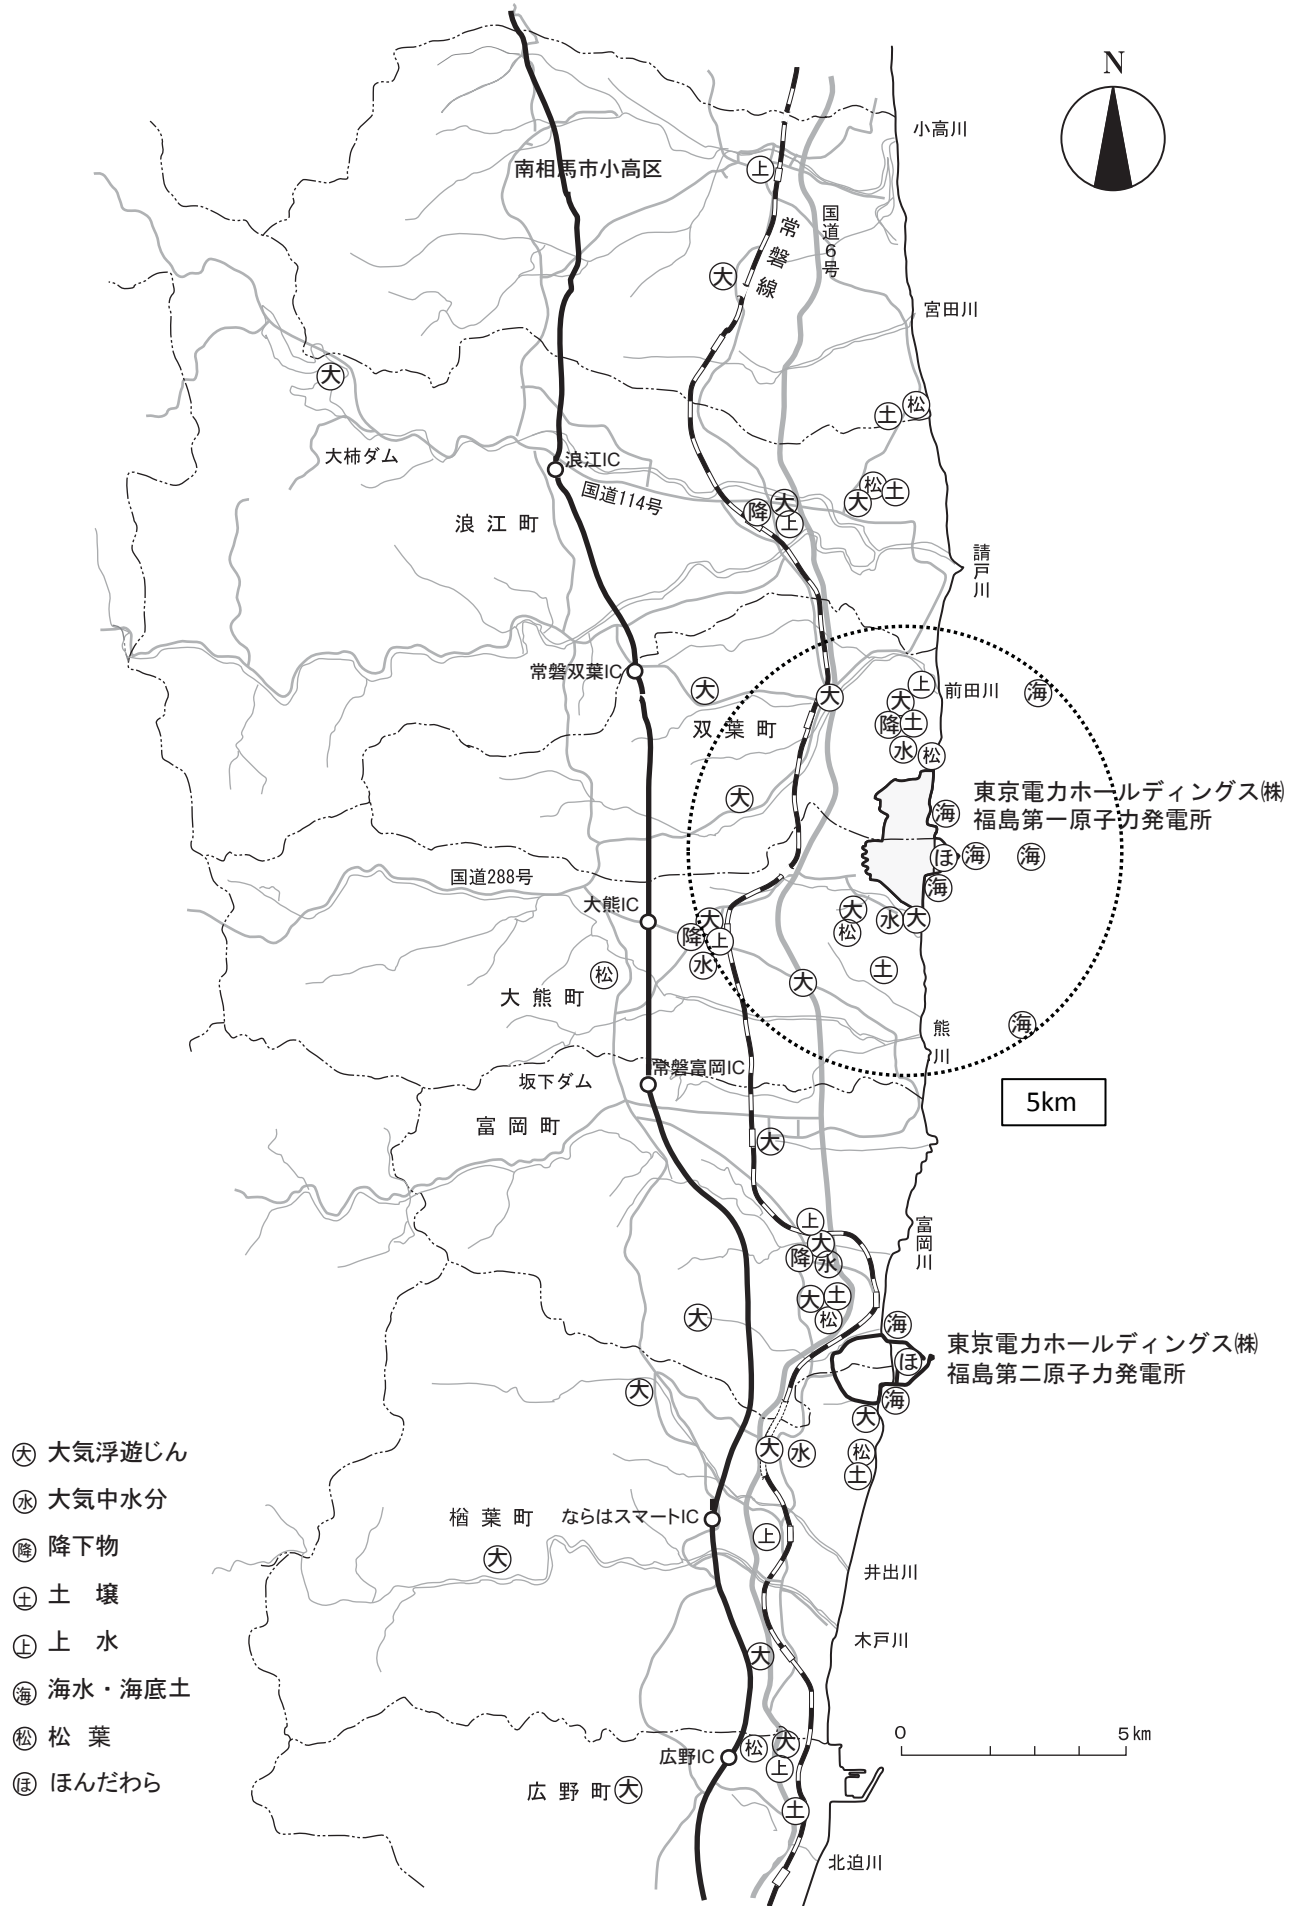 N
小高川
南相馬市小高区
上
国道6号
常磐線
大
宮田川
大
松
土
大柿ダム
浪江IC
国道114号
松
土
大
大
降
上
浪江町
請戸川
常磐双葉IC
大
大
上
前田川
海
大
降
土
双葉町
水
松
大
東京電力ホールディングス㈱
福島第一原子力発電所
海
ほ
海
海
海
国道288号
大熊IC
大
降
上
水
大
松
水
大
松
土
大
大熊町
海
熊川
常磐富岡IC
坂下ダム
5km
富岡町
大
上
大
降
水
富岡川
大
土
松
大
海
東京電力ホールディングス㈱
福島第二原子力発電所
ほ
大
海
大
大
水
松
土
大 大気浮遊じん
水 大気中水分
降 降下物
土 土　壌
上 上　水
海 海水・海底土
松 松　葉
ほ ほんだわら
楢葉町
ならはスマートIC
上
大
井出川
木戸川
大
0
5km
広野IC
松
大
上
広野町
大
土
北迫川